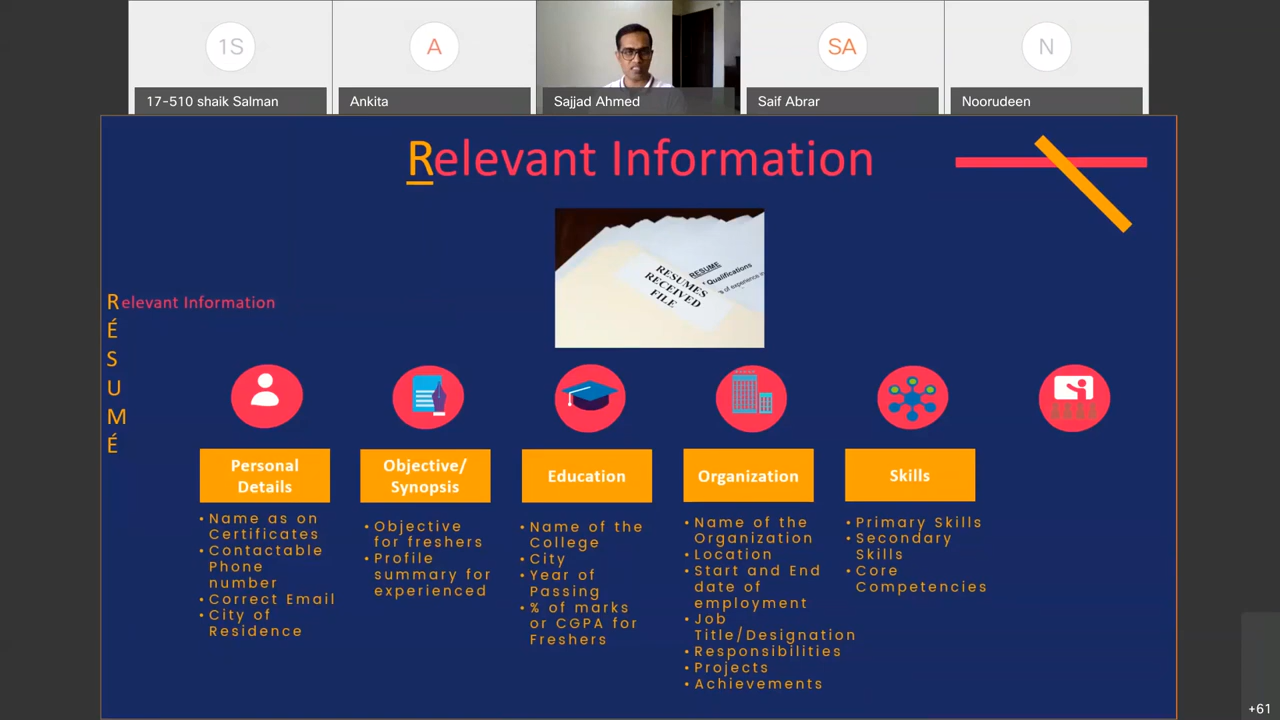 1S
A
SA
N
17-510 shaik Salman
Ankita
Sajjad Ahmed
Saif Abrar
Noorudeen
Relevant Information
RESUMES
RECEIVED
FILE
RESUME
Qualifications
s of experience in
Relevant Information
É
S
U
M
É
Personal
Details
• Name as on
Certificates
• Contactable
Phone
number
• Correct Email
• City of
Residence
Objective/
Synopsis
• Objective
for freshers
• Profile
summary for
experienced
Education
• Name of the
College
• City
• Year of
Passing
• % of marks
or CGPA for
Freshers
Organization
• Name of the
Organization
• Location
• Start and End
date of
employment
• Job
Title/Designation
• Responsibilities
• Projects
• Achievements
Skills
• Primary Skills
• Secondary
Skills
• Core
Competencies
+61